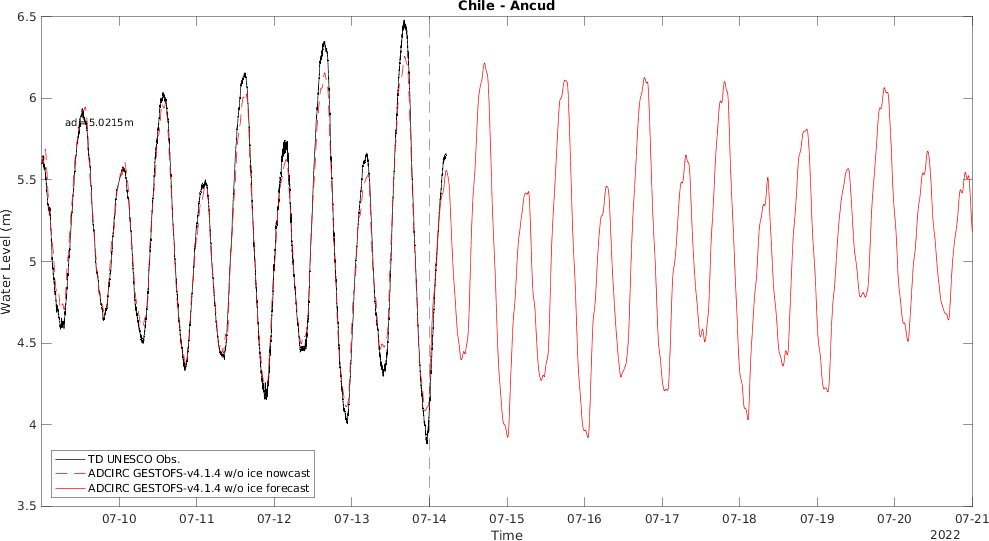 Chile - Ancud
6.5
6
5.5
5
4.5
4
3.5
Water Level (m)
adj=5.0215m
TD UNESCO Obs.
ADCIRC GESTOFS-v4.1.4 w/o ice nowcast
ADCIRC GESTOFS-v4.1.4 w/o ice forecast
07-10 07-11 07-12 07-13 07-14 07-15 07-16 07-17 07-18 07-19 07-20 07-21
Time
2022